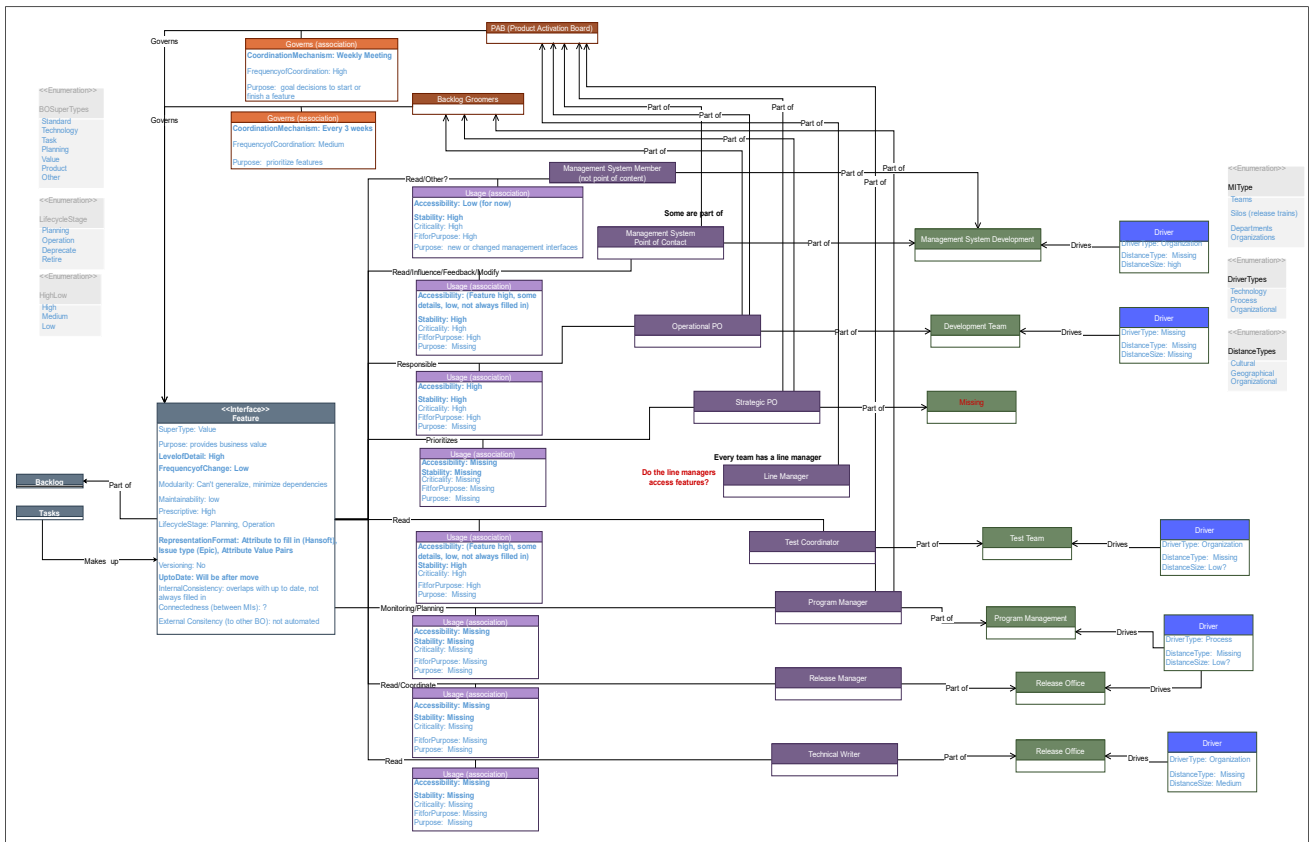 PAB (Product Activation Board)
Governs
Governs (association)
CoordinationMechanism: Weekly Meeting
FrequencyofCoordination: High
Purpose: goal decisions to start or
finish a feature
Backlog Groomers
Governs
Governs (association)
CoordinationMechanism: Every 3 weeks
FrequencyofCoordination: Medium
Purpose: prioritize features
<<Enumeration>>
BOSuperTypes
Standard
Technology
Task
Planning
Value
Product
Other
<<Enumeration>>
LifecycleStage
Planning
Operation
Deprecate
Retire
<<Enumeration>>
HighLow
High
Medium
Low
Part of
Part of
Part of
Part of
Part of
Part of
Part of
Part of
Management System Member
(not point of content)
Read/Other?
Usage (association)
Accessibility: Low (for now)
Stability: High
Criticality: High
FitforPurpose: High
Purpose: new or changed management interfaces
Some are part of
Management System
Point of Contact
Part of
Management System Development
Drives
Driver
DriverType: Organization
DistanceType: Missing
DistanceSize: high
<<Enumeration>>
MIType
Teams
Silos (release trains)
Departments
Organizations
<<Enumeration>>
DriverTypes
Technology
Process
Organizational
<<Enumeration>>
DistanceTypes
Cultural
Geographical
Organizational
Read/Influence/Feedback/Modify
Usage (association)
Accessibility: (Feature high, some
details, low, not always filled in)
Stability: High
Criticality: High
FitforPurpose: High
Purpose: Missing
Operational PO
Part of
Development Team
Drives
Driver
DriverType: Missing
DistanceType: Missing
DistanceSize: Missing
Responsible
Usage (association)
Accessibility: High
Stability: High
Criticality: High
FitforPurpose: High
Purpose: Missing
Strategic PO
Part of
Missing
Prioritizes
Usage (association)
Accessibility: Missing
Stability: Missing
Criticality: Missing
FitforPurpose: Missing
Purpose: Missing
Every team has a line manager
Do the line managers
access features?
Line Manager
<<Interface>>
Feature
SuperType: Value
Purpose: provides business value
LevelofDetail: High
FrequencyofChange: Low
Modularity: Can't generalize, minimize dependencies
Maintainability: low
Prescriptive: High
LifecycleStage: Planning, Operation
RepresentationFormat: Attribute to fill in (Hansoft),
Issue type (Epic), Attribute Value Pairs
Versioning: No
UptoDate: Will be after move
InternalConsistency: overlaps with up to date, not
always filled in
Connectedness (between MIs): ?
External Consitency (to other BO): not automated
Backlog
Part of
Tasks
Makes up
Read
Usage (association)
Accessibility: (Feature high, some
details, low, not always filled in)
Stability: High
Criticality: High
FitforPurpose: High
Purpose: Missing
Test Coordinator
Part of
Test Team
Drives
Driver
DriverType: Organization
DistanceType: Missing
DistanceSize: Low?
Monitoring/Planning
Usage (association)
Accessibility: Missing
Stability: Missing
Criticality: Missing
FitforPurpose: Missing
Purpose: Missing
Program Manager
Part of
Program Management
Drives
Driver
DriverType: Process
DistanceType: Missing
DistanceSize: Low?
Read/Coordinate
Usage (association)
Accessibility: Missing
Stability: Missing
Criticality: Missing
FitforPurpose: Missing
Purpose: Missing
Release Manager
Part of
Release Office
Drives
Read
Usage (association)
Accessibility: Missing
Stability: Missing
Criticality: Missing
FitforPurpose: Missing
Purpose: Missing
Technical Writer
Part of
Release Office
Drives
Driver
DriverType: Organization
DistanceType: Missing
DistanceSize: Medium